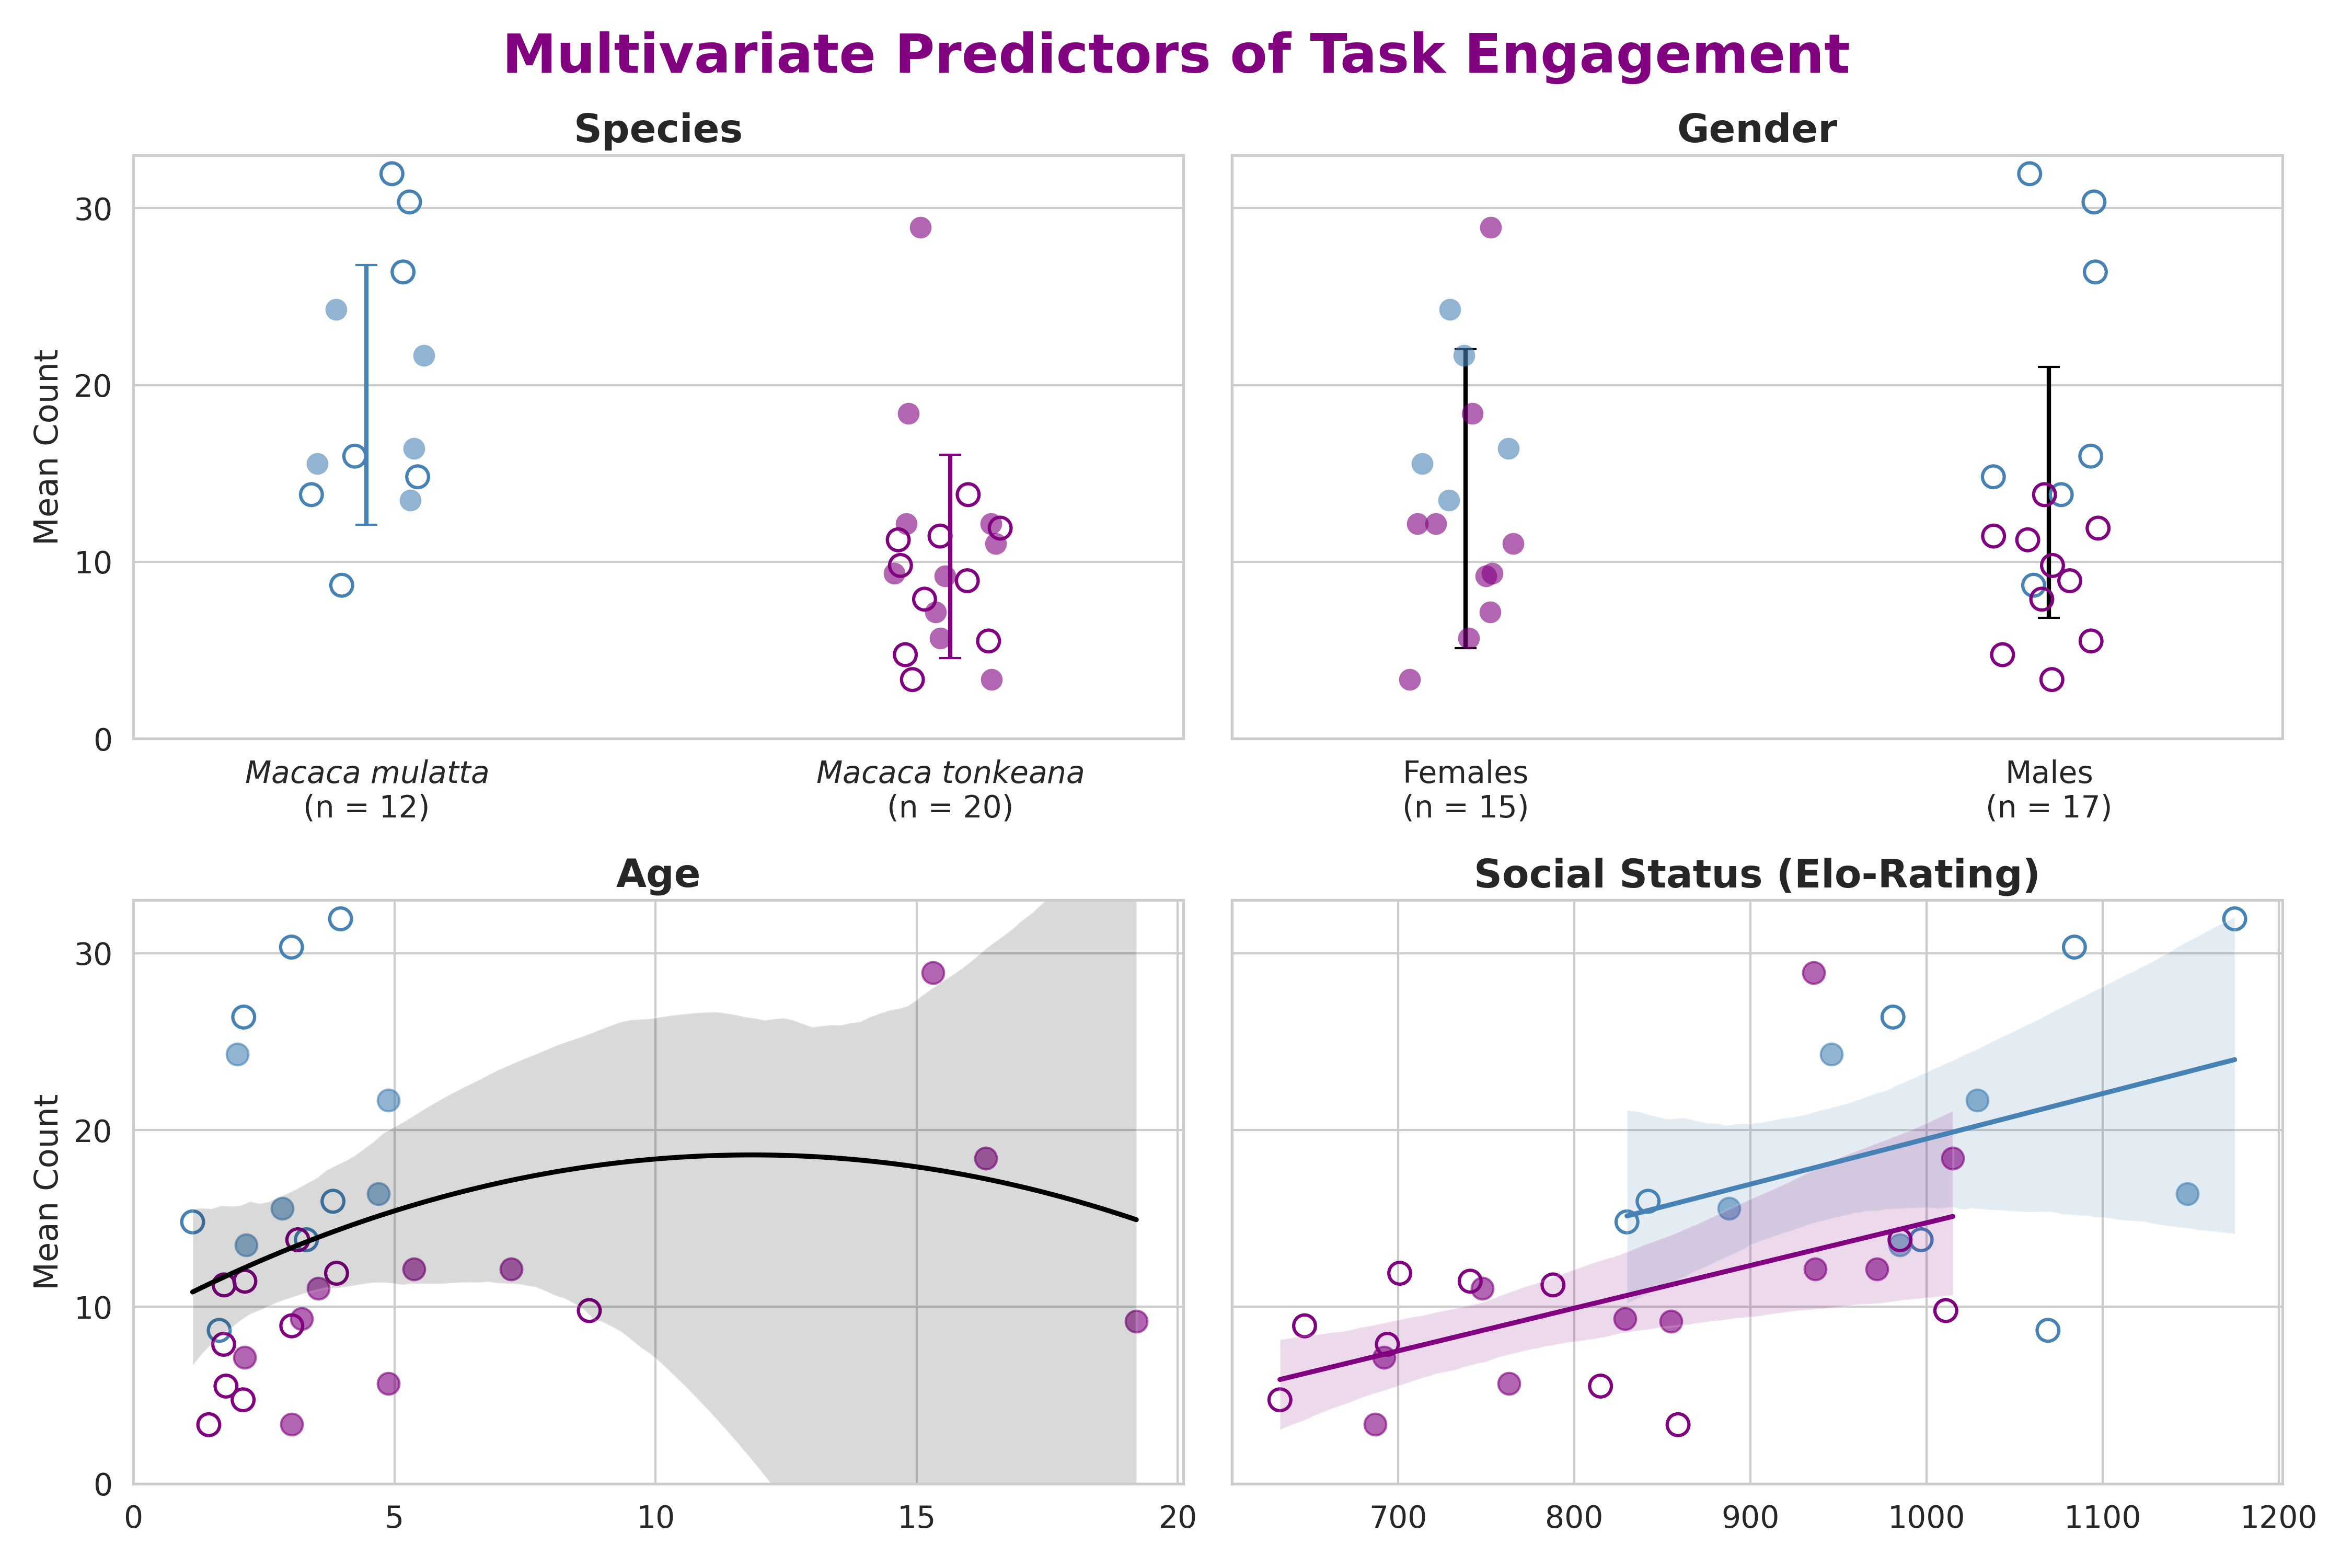 Multivariate Predictors of Task Engagement
Species
Gender
Mean Count
30
20
10
0
Macaca mulatta
(n = 12)
Macaca tonkeana
(n = 20)
Females
(n = 15)
Males
(n = 17)
Age
Social Status (Elo-Rating)
Mean Count
30
20
10
0
0 5 10 15 20
700 800 900 1000 1100 1200